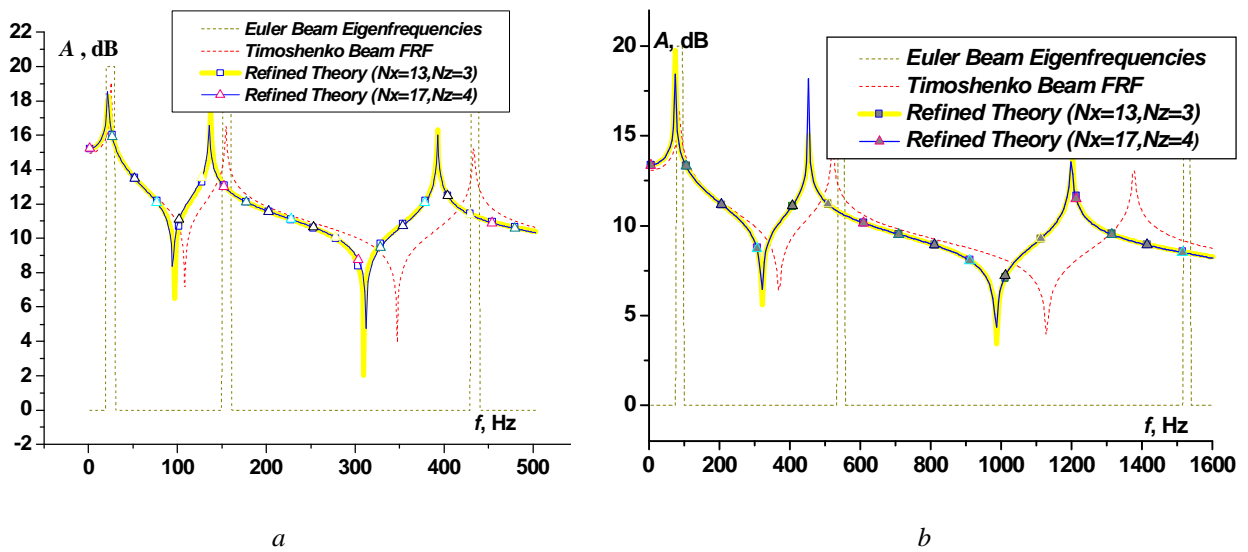 A , dB
Euler Beam Eigenfrequencies
Timoshenko Beam FRF
Refined Theory (Nx=13,Nz=3)
Refined Theory (Nx=17,Nz=4)
22
20
18
16
14
12
10
8
6
4
2
0
-2
f, Hz
0 100 200 300 400 500
a
A, dB
Euler Beam Eigenfrequencies
Timoshenko Beam FRF
Refined Theory (Nx=13,Nz=3)
Refined Theory (Nx=17,Nz=4)
20
15
10
5
0
f, Hz
0 200 400 600 800 1000 1200 1400 1600
b